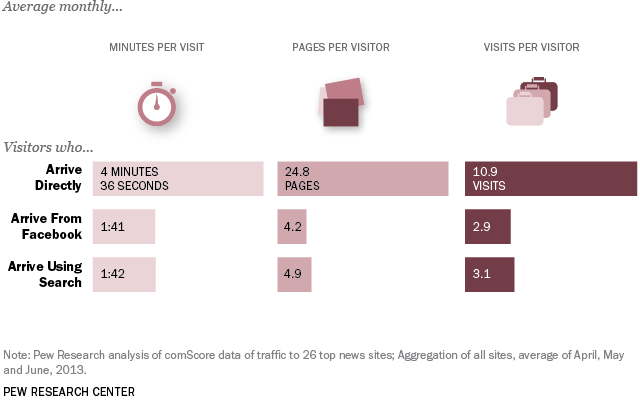 Average monthly...
MINUTES PER VISIT
PAGES PER VISITOR
VISITS PER VISITOR
Visitors who...
Arrive
Directly
4 MINUTES
36 SECONDS
24.8
PAGES
10.9
VISITS
Arrive From
Facebook
1:41
4.2
2.9
Arrive Using
Search
1:42
4.9
3.1
Note: Pew Research analysis of comScore data of traffic to 26 top news sites; Aggregation of all sites, average of April, May
and June, 2013.
PEW RESEARCH CENTER